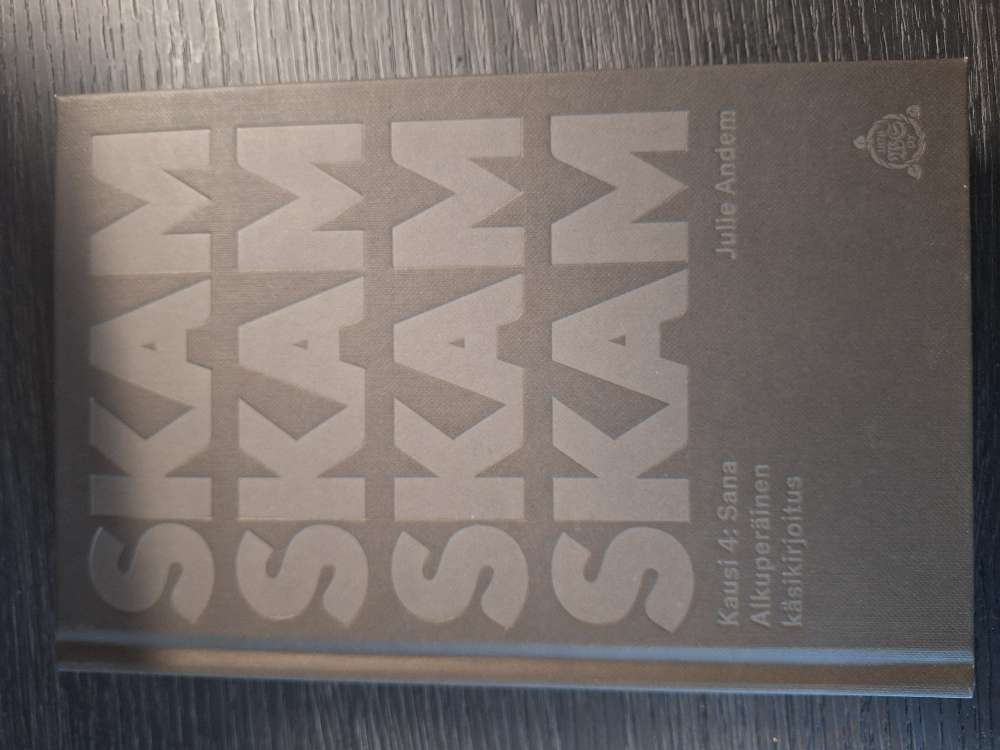 SKAM
SKAM
SKAM
SKAM
Kausi 4: Sana
Alkuperäinen
käsikirjoitus
Julie Andem